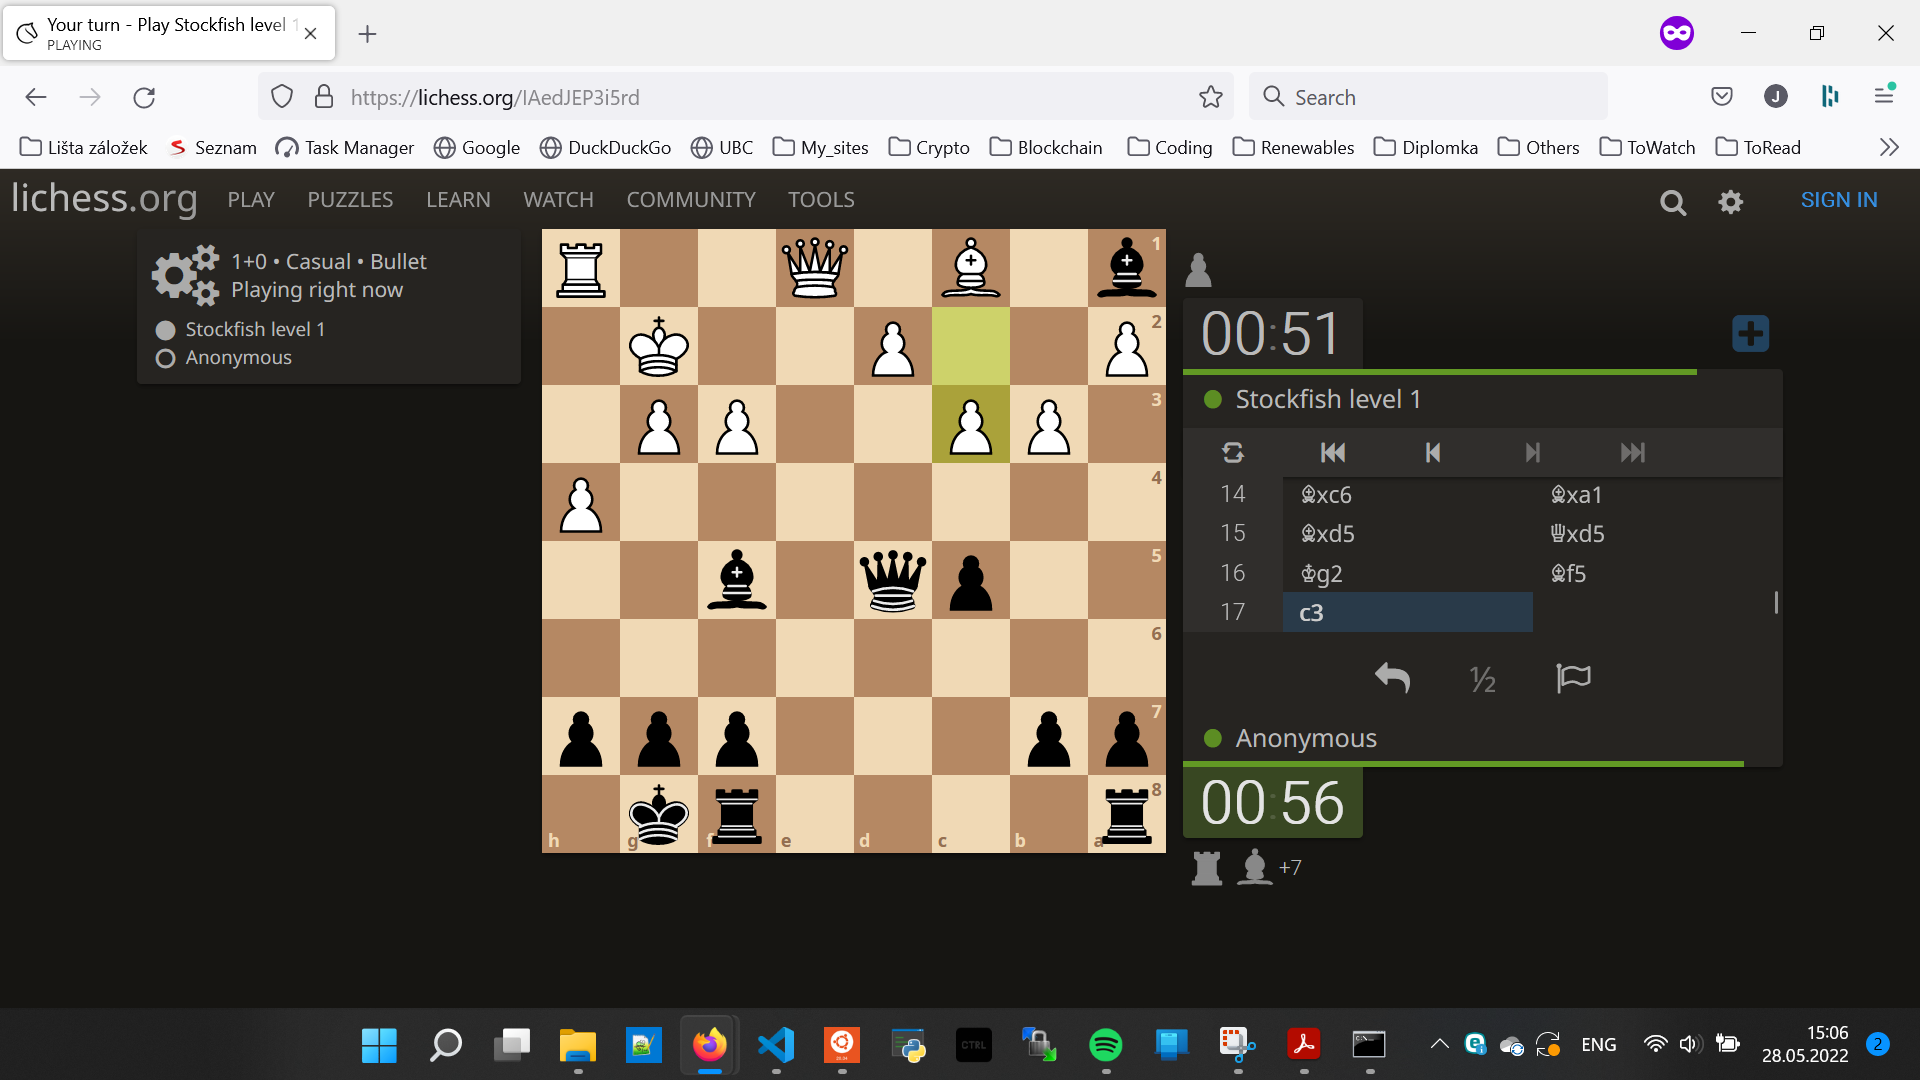 Your turn - Play Stockfish level 1
PLAYING
https://lichess.org/IAedJEP3i5rd
Search
J
Lišta záložek
S Seznam
Task Manager
Google
DuckDuckGo
UBC
My_sites
Crypto
Blockchain
Coding
Renewables
Diplomka
Others
ToWatch
ToRead
lichess.org
PLAY
PUZZLES
LEARN
WATCH
COMMUNITY
TOOLS
SIGN IN
1+0 • Casual • Bullet
Playing right now
Stockfish level 1
Anonymous
1
2
3
4
5
6
7
8
h g f e d c b a
00:51
Stockfish level 1
14 ♗xc6 ♗xa1
15 ♗xd5 ♕xd5
16 ♔g2 ♗f5
17 c3
½
Anonymous
00:56
+7
CTRL
ENG
15:06
28.05.2022
2